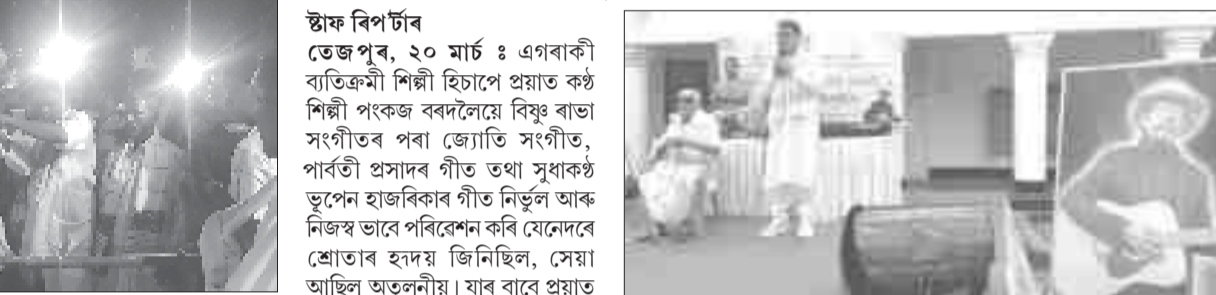 ষ্টাফ ৰিপৰ্টাৰ
তেজপুৰ, ২০ মাৰ্চ ঃ এগৰাকী
ব্যতিক্ৰমী শিল্পী হিচাপে প্ৰয়াত কণ্ঠ
শিল্পী পংকজ বৰদলৈয়ে বিষ্ণু ৰাভা
সংগীতৰ পৰা জ্যোতি সংগীত,
পাৰ্বতী প্ৰসাদৰ গীত তথা সুধাকণ্ঠ
ভূপেন হাজৰিকাৰ গীত নিৰ্ভুল আৰু
নিজস্ব ভাবে পৰিৱেশন কৰি যেনেদৰে
শ্ৰোতাৰ হৃদয় জিনিছিল, সেয়া
আছিল অতুলনীয়। যাৰ বাবে প্ৰয়াত